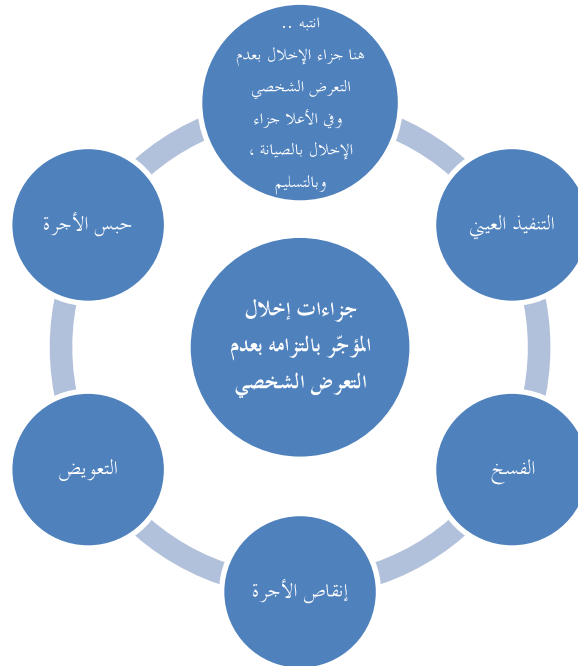 انتبه ..
هنا جزاء الإخلال بعدم
التعرض الشخصي
وفي الأعلا جزاء
الإخلال بالصيانة ،
وبالتسليم
التنفيذ العيني
الفسخ
إنقاص الأجرة
التعويض
حبس الأجرة
جزاءات إخلال
المؤجّر بالتزامه بعدم
التعرض الشخصي